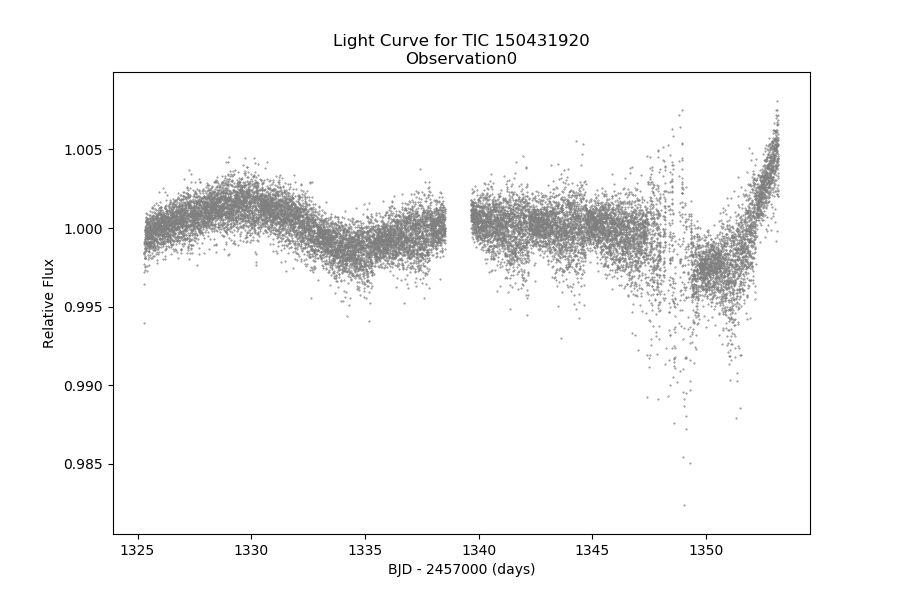 Light Curve for TIC 150431920
Observation0
1.005
1.000
0.995
0.990
0.985
Relative Flux
1325
1330
1335
1340
1345
1350
BJD - 2457000 (days)